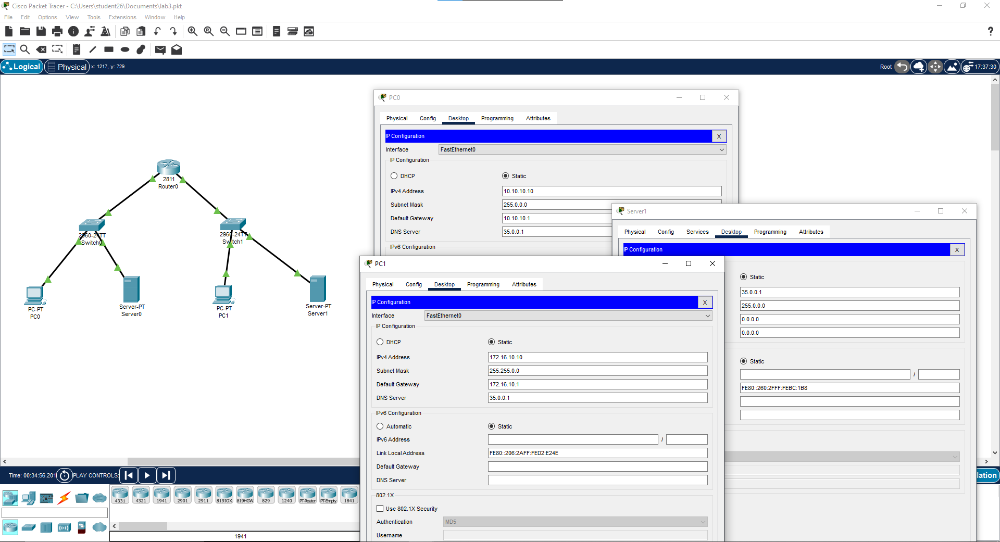 Cisco Packet Tracer - C:\Users\student26\Documents\lab3.pkt
File Edit Options View Tools Extensions Window Help
Logical Physical x: 1217, y: 729 Root 17:37:30
2811
Router0
2960-24TT
Switch0
2960-24TT
Switch1
PC-PT
PC0
Server-PT
Server0
PC-PT
PC1
Server-PT
Server1
PC0
Physical Config Desktop Programming Attributes
IP Configuration X
Interface FastEthernet0
IP Configuration
DHCP Static
IPv4 Address 10.10.10.10
Subnet Mask 255.0.0.0
Default Gateway 10.10.10.1
DNS Server 35.0.0.1
IPv6 Configuration
Server1
Physical Config Services Desktop Programming Attributes
IP Configuration X
Static
35.0.0.1
255.0.0.0
0.0.0.0
0.0.0.0
Static
/
FE80::260:2FFF:FEBC:1B8
PC1
Physical Config Desktop Programming Attributes
IP Configuration X
Interface FastEthernet0
IP Configuration
DHCP Static
IPv4 Address 172.16.10.10
Subnet Mask 255.255.0.0
Default Gateway 172.16.10.1
DNS Server 35.0.0.1
IPv6 Configuration
Automatic Static
IPv6 Address /
Link Local Address FE80::206:2AFF:FED2:E24E
Default Gateway
DNS Server
802.1X
Use 802.1X Security
Authentication MD5
Username
Time: 00:34:56.201 PLAY CONTROLS: lation
4331 4321 1941 2901 2911 819IOX 819HGW 829 1240 PT-Router PT-Empty 1841
1941